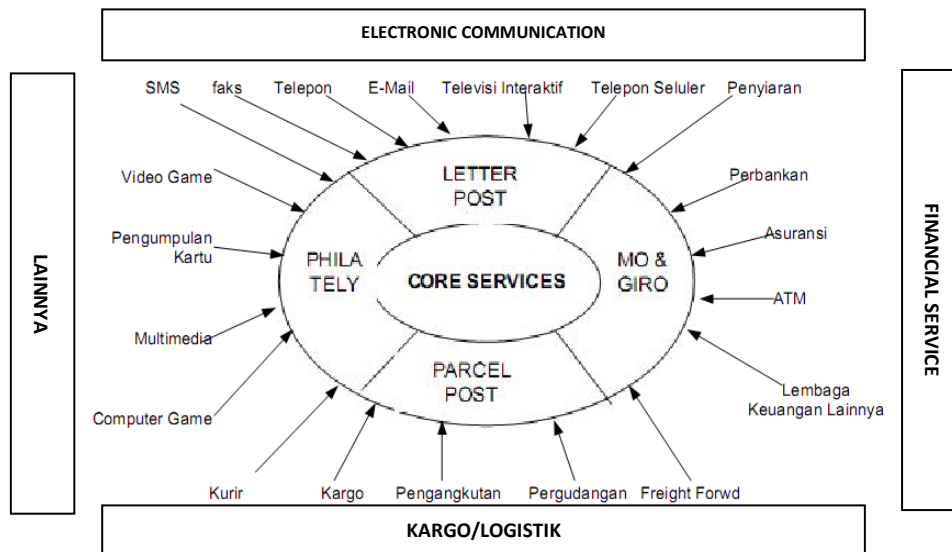 ELECTRONIC COMMUNICATION
SMS faks Telepon E-Mail Televisi Interaktif Telepon Seluler Penyiaran
LETTER
POST
Video Game
Perbankan
Pengumpulan
Kartu
Asuransi
PHILA
TELY
CORE SERVICES
MO &
GIRO
ATM
Multimedia
PARCEL
POST
Lembaga
Keuangan Lainnya
Computer Game
Kurir Kargo Pengangkutan Pergudangan Freight Forwd
LAINNYA
FINANCIAL SERVICE
KARGO/LOGISTIK